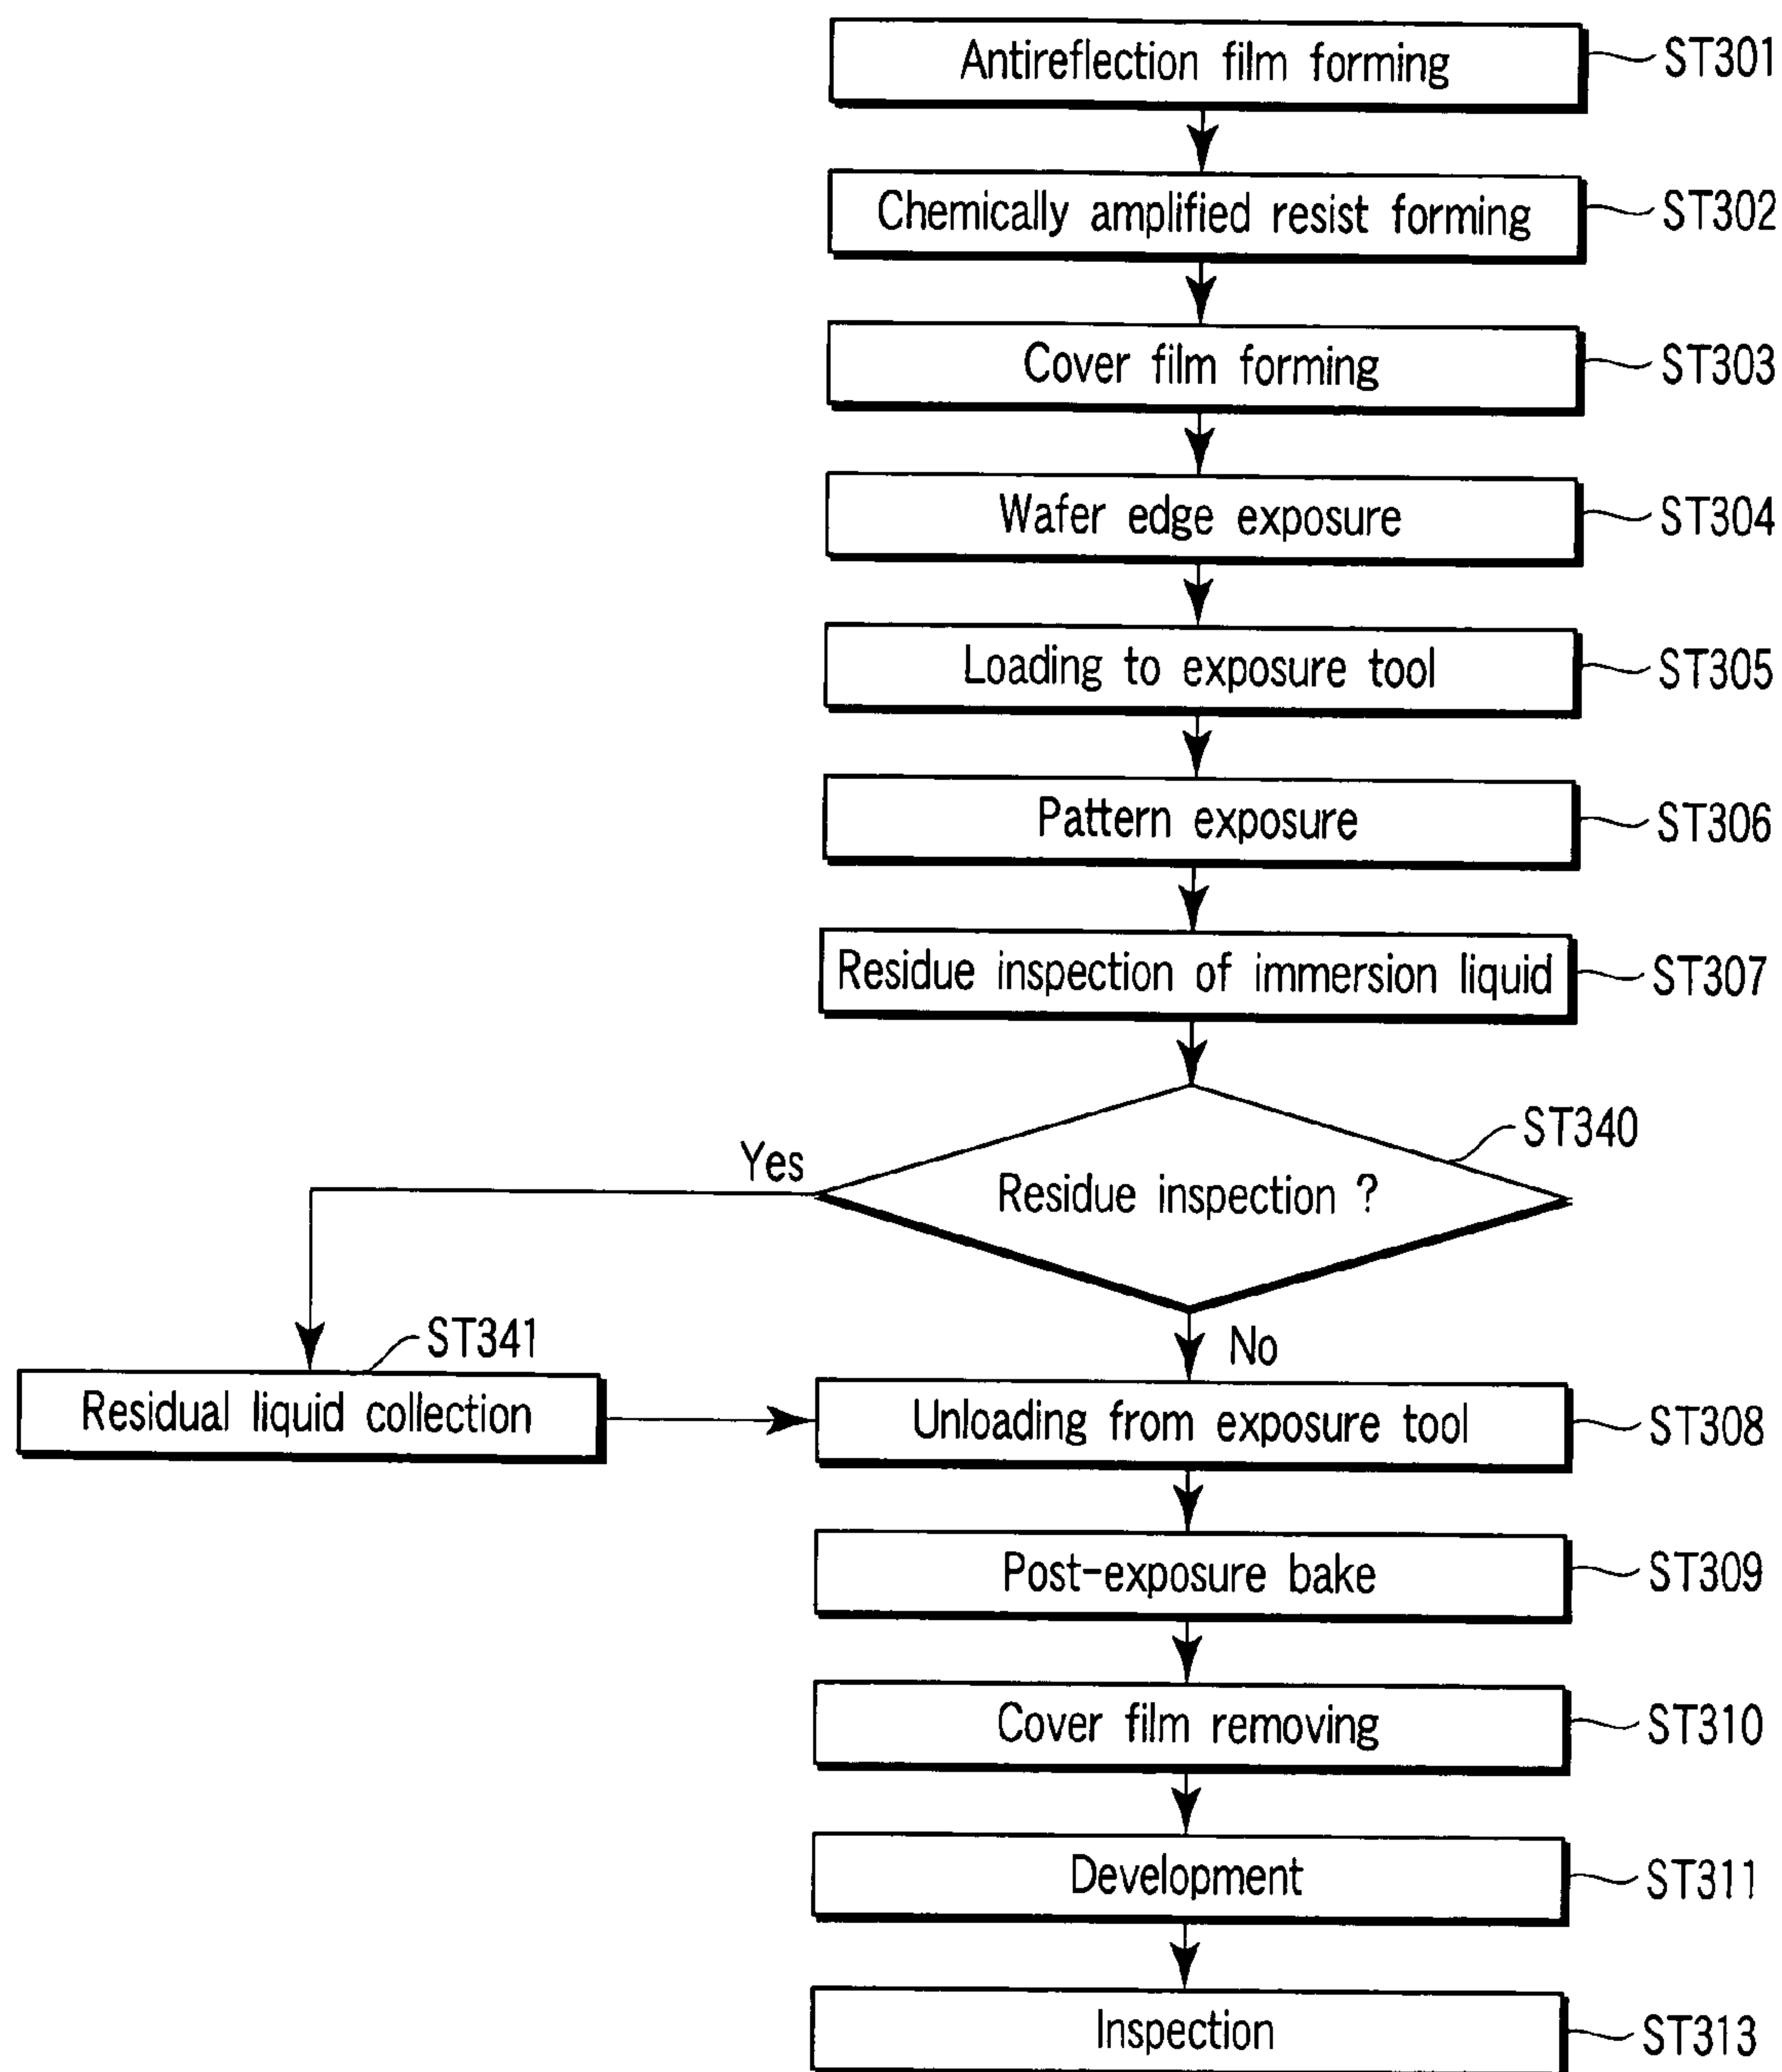 Antireflection film forming
ST301
Chemically amplified resist forming
ST302
Cover film forming
ST303
Wafer edge exposure
ST304
Loading to exposure tool
ST305
Pattern exposure
ST306
Residue inspection of immersion liquid
ST307
ST340
Yes
Residue inspection ?
ST341
No
Residual liquid collection
Unloading from exposure tool
ST308
Post-exposure bake
ST309
Cover film removing
ST310
Development
ST311
Inspection
ST313